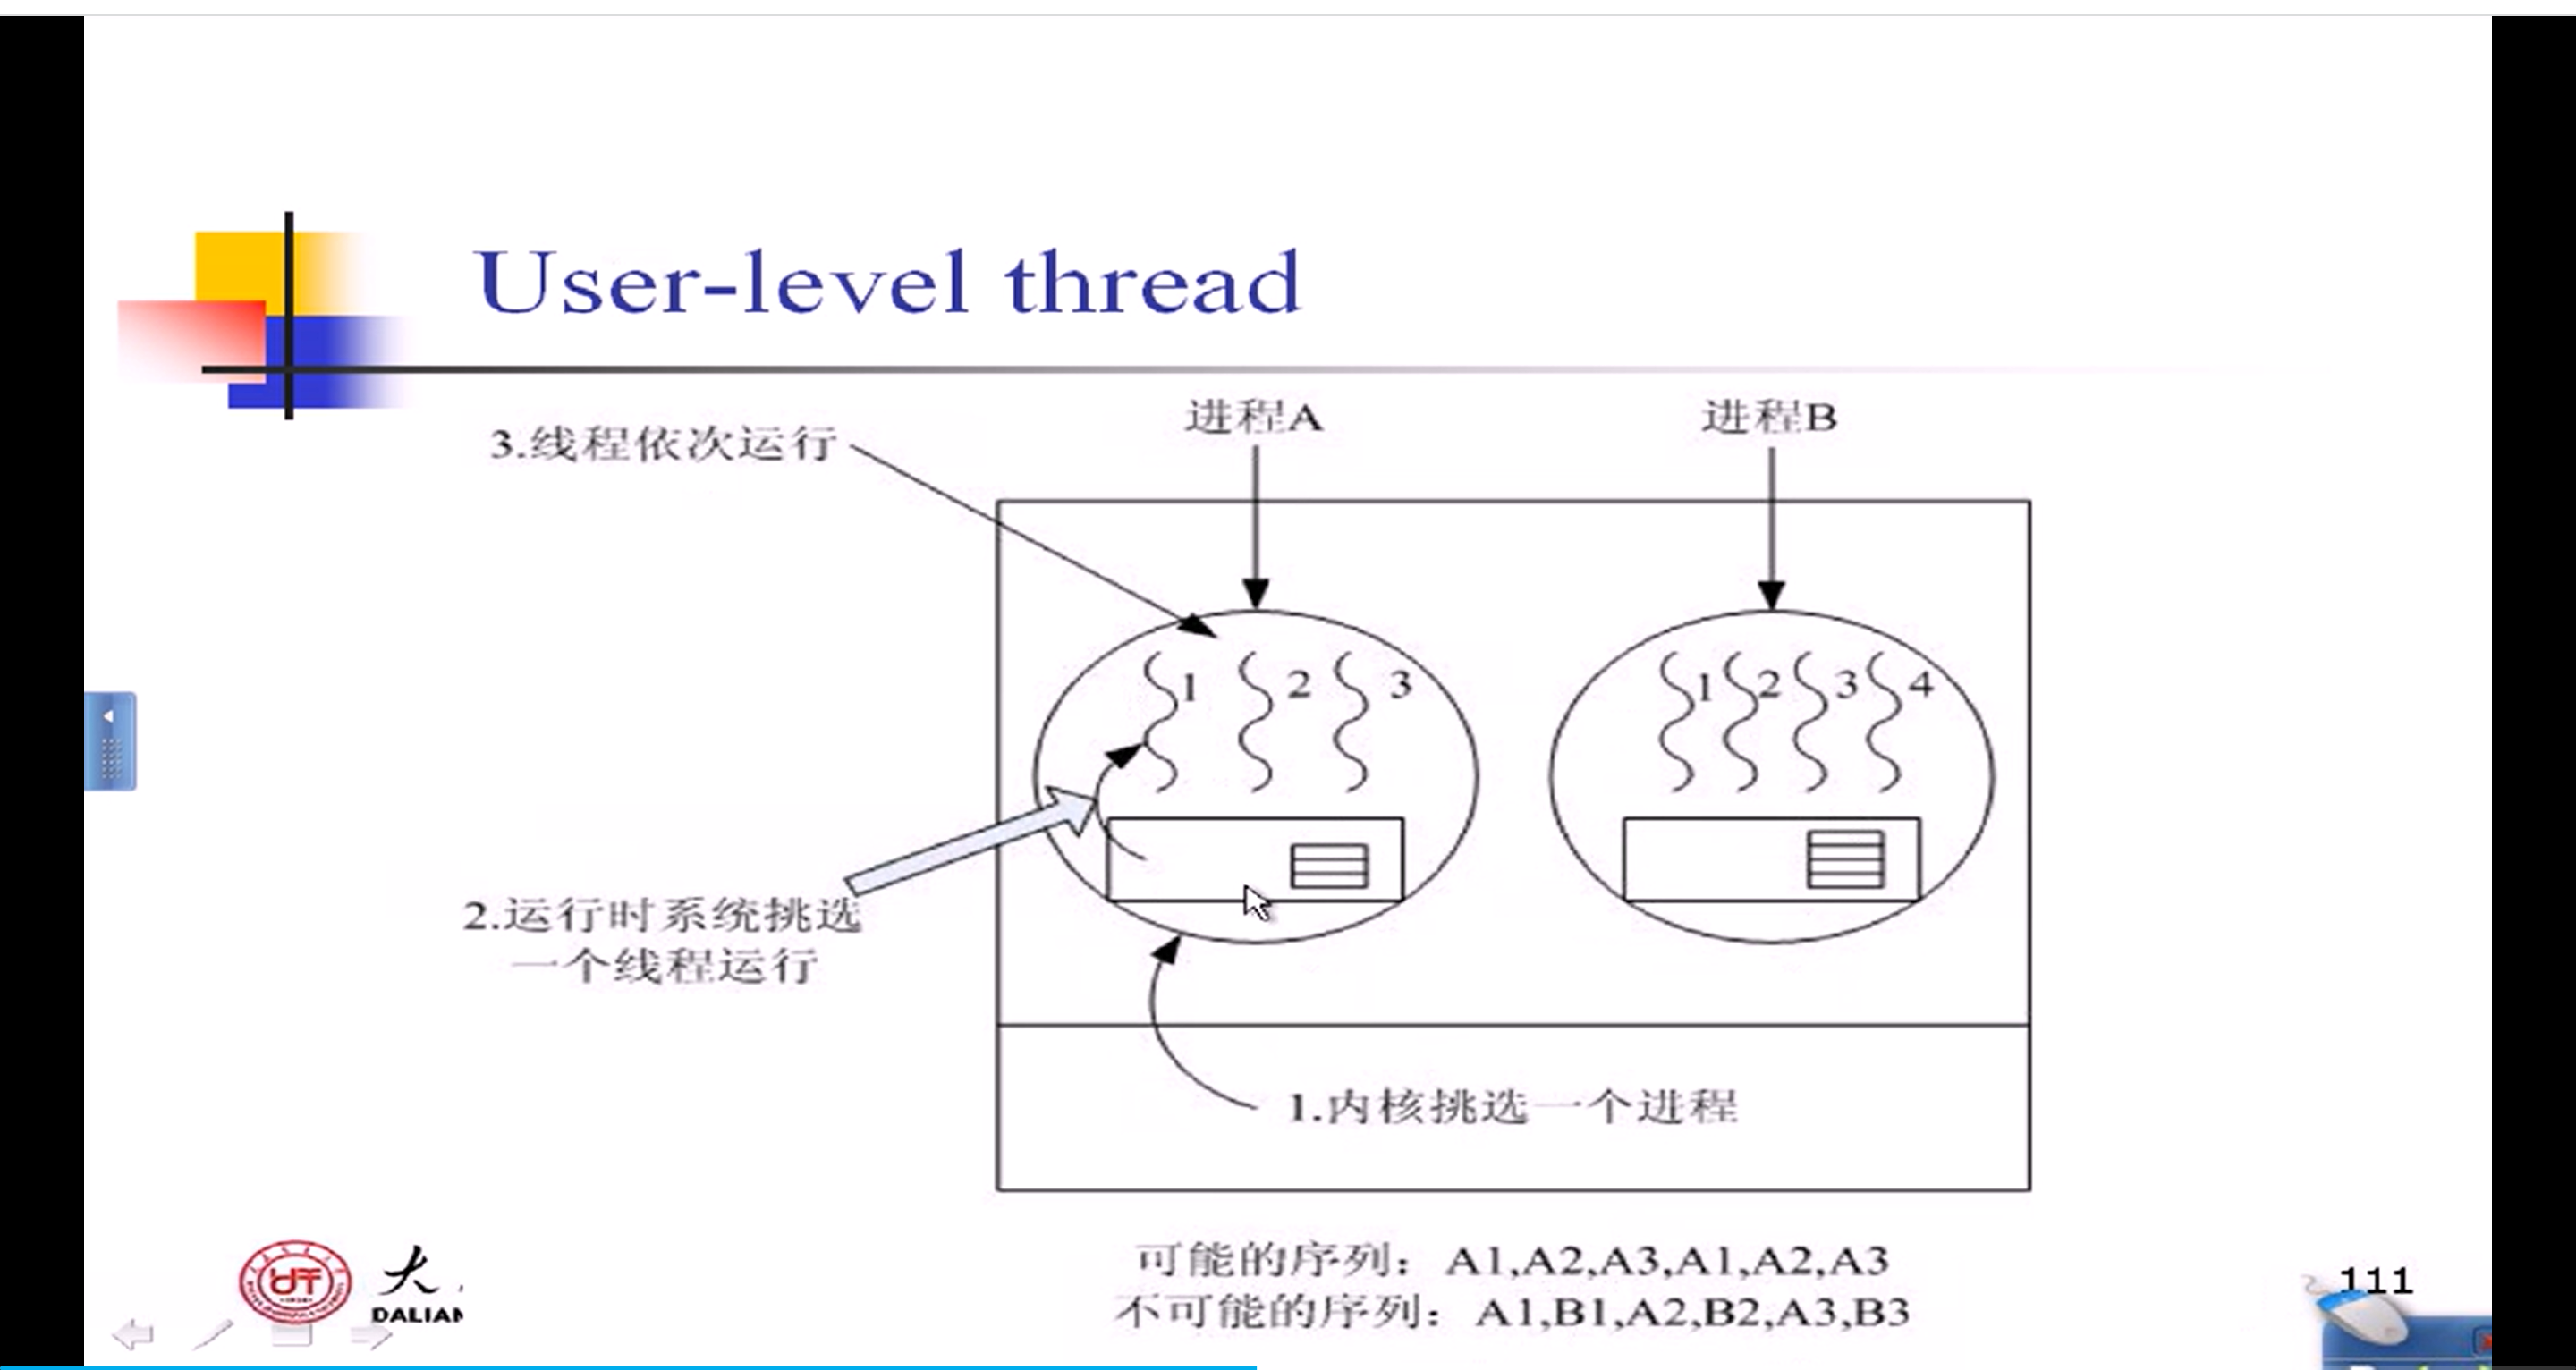 User-level thread
3.线程依次运行
进程A
进程B
1 2 3
1 2 3 4
2.运行时系统挑选
一个线程运行
1.内核挑选一个进程
可能的序列：A1,A2,A3,A1,A2,A3
不可能的序列：A1,B1,A2,B2,A3,B3
大
DALIAN
111